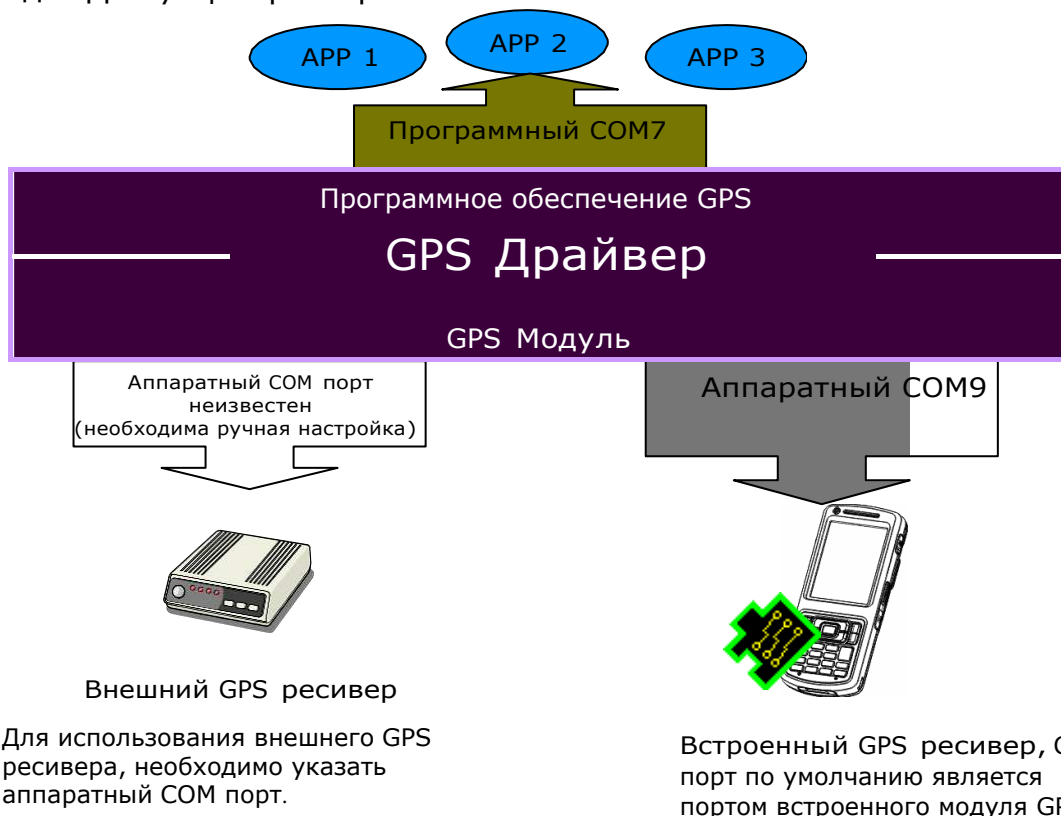 APP 1
APP 2
APP 3
Программный COM7
Программное обеспечение GPS
GPS Драйвер
GPS Модуль
Аппаратный COM порт
неизвестен
(необходима ручная настройка)
Аппаратный COM9
Внешний GPS ресивер
Для использования внешнего GPS
ресивера, необходимо указать
аппаратный COM порт.
Встроенный GPS ресивер,
порт по умолчанию является
портом встроенного модуля